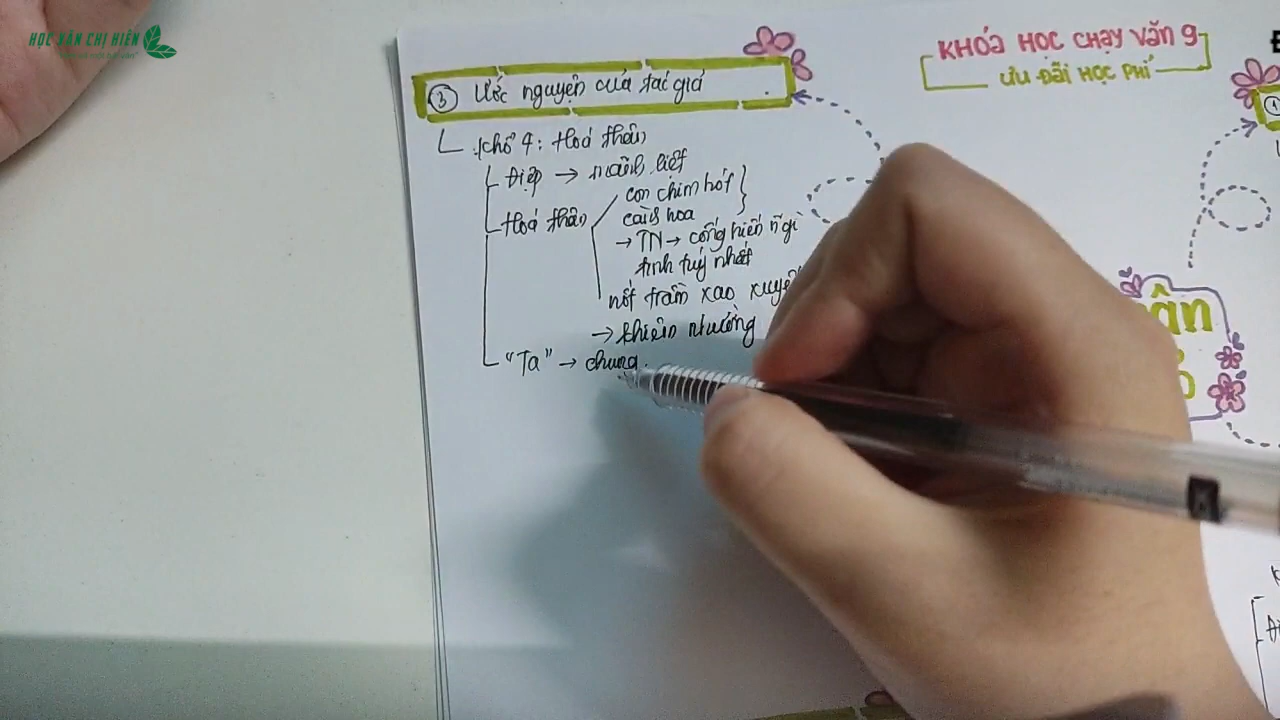 HỌC VĂN CHỊ HIÊN
KHÓA HỌC CHẠY VĂN 9
ƯU ĐÃI HỌC PHÍ
③ Ước nguyện của tác giả
khổ 4: Hoá thân
Điệp → mãnh liệt
Hoá thân
con chim hót
cành hoa
→ TN → cống hiến n~gì
tinh tuý nhất
nốt trầm xao xuyến
→ khiêm nhường
"Ta" → chung.